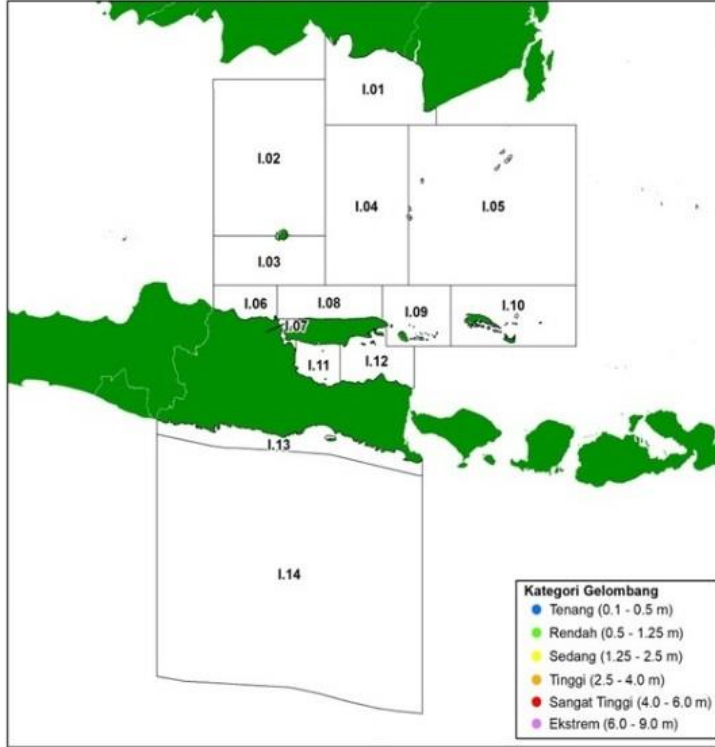 I.01
I.02
I.04
I.05
I.03
I.06
I.08
I.09
I.10
I.07
I.11
I.12
I.13
I.14
Kategori Gelombang
Tenang (0.1 - 0.5 m)
Rendah (0.5 - 1.25 m)
Sedang (1.25 - 2.5 m)
Tinggi (2.5 - 4.0 m)
Sangat Tinggi (4.0 - 6.0 m)
Ekstrem (6.0 - 9.0 m)